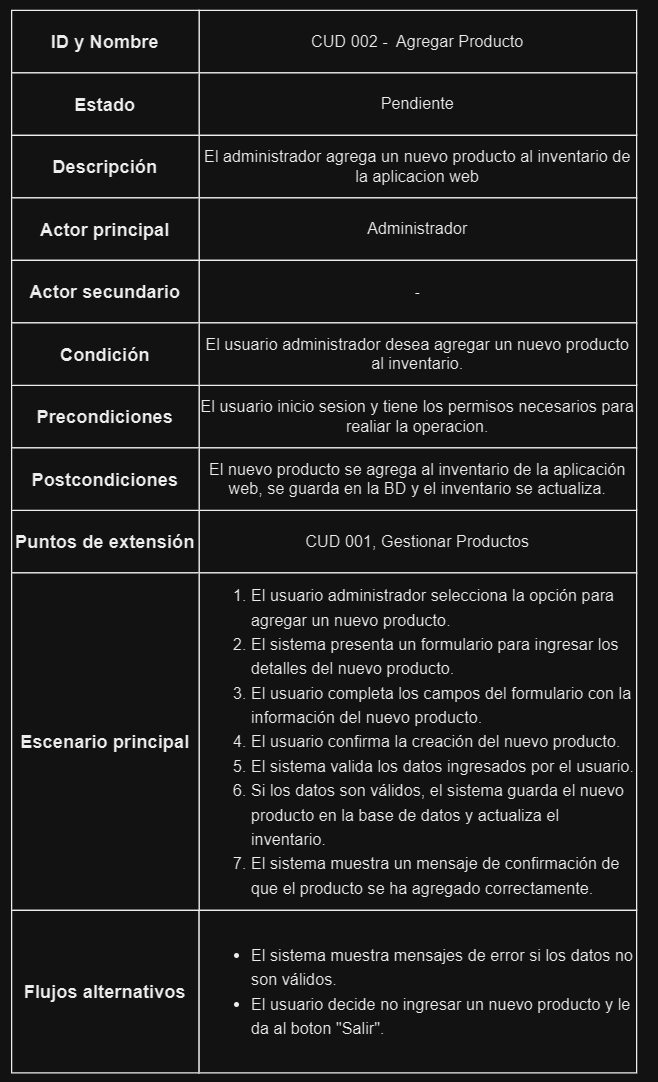 ID y Nombre
CUD 002 -  Agregar Producto
Estado
Pendiente
Descripción
El administrador agrega un nuevo producto al inventario de
la aplicacion web
Actor principal
Administrador
Actor secundario
-
Condición
El usuario administrador desea agregar un nuevo producto
al inventario.
Precondiciones
El usuario inicio sesion y tiene los permisos necesarios para
realiar la operacion.
Postcondiciones
El nuevo producto se agrega al inventario de la aplicación
web, se guarda en la BD y el inventario se actualiza.
Puntos de extensión
CUD 001, Gestionar Productos
Escenario principal
1. El usuario administrador selecciona la opción para
agregar un nuevo producto.
2. El sistema presenta un formulario para ingresar los
detalles del nuevo producto.
3. El usuario completa los campos del formulario con la
información del nuevo producto.
4. El usuario confirma la creación del nuevo producto.
5. El sistema valida los datos ingresados por el usuario.
6. Si los datos son válidos, el sistema guarda el nuevo
producto en la base de datos y actualiza el
inventario.
7. El sistema muestra un mensaje de confirmación de
que el producto se ha agregado correctamente.
Flujos alternativos
• El sistema muestra mensajes de error si los datos no
son válidos.
• El usuario decide no ingresar un nuevo producto y le
da al boton "Salir".